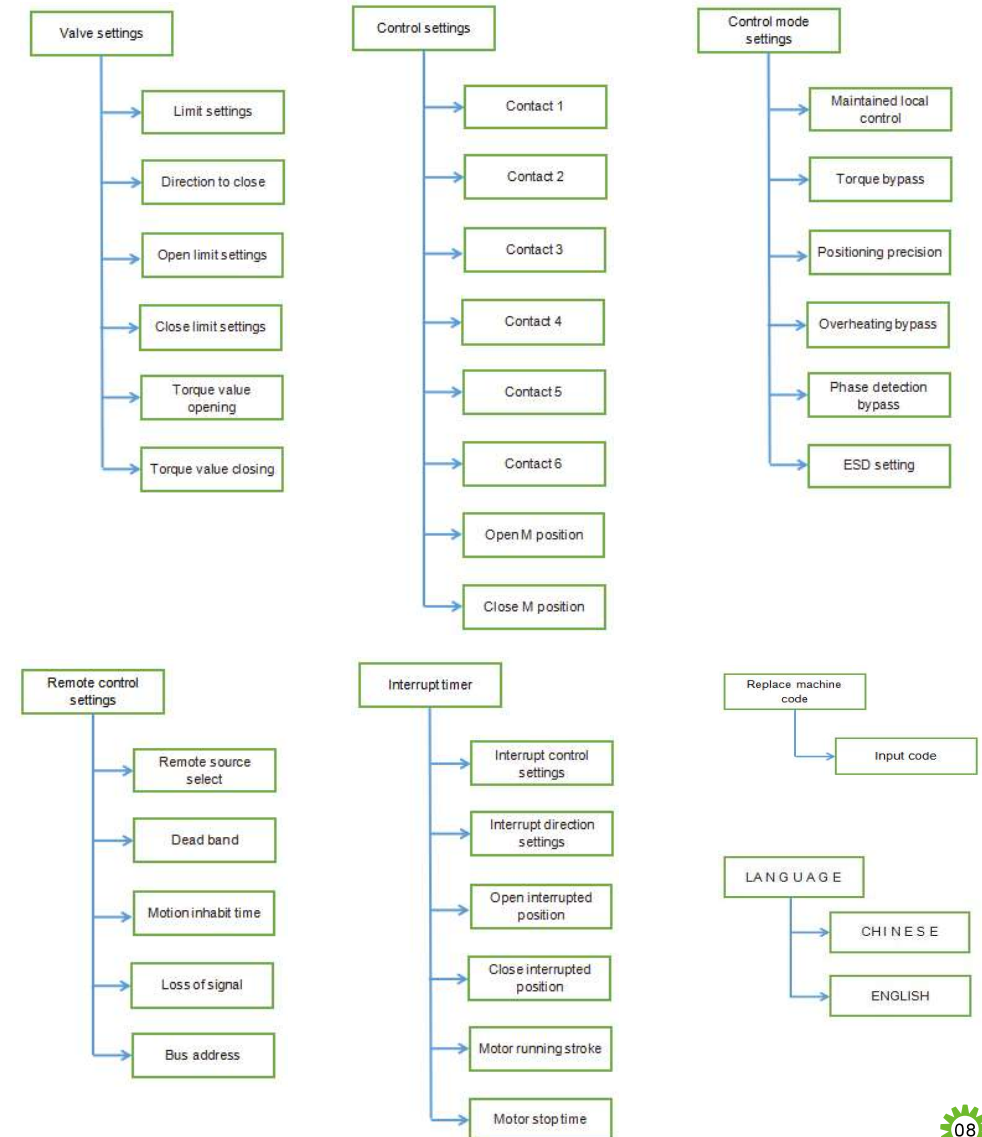 Valve settings
Limit settings
Direction to close
Open limit settings
Close limit settings
Torque value
opening
Torque value closing
Control settings
Contact 1
Contact 2
Contact 3
Contact 4
Contact 5
Contact 6
Open M position
Close M position
Control mode
settings
Maintained local
control
Torque bypass
Positioning precision
Overheating bypass
Phase detection
bypass
ESD setting
Remote control
settings
Remote source
select
Dead band
Motion inhabit time
Loss of signal
Bus address
Interrupt timer
Interrupt control
settings
Interrupt direction
settings
Open interrupted
position
Close interrupted
position
Motor running stroke
Motor stop time
Replace machine
code
Input code
LANGUAGE
CHINESE
ENGLISH
08